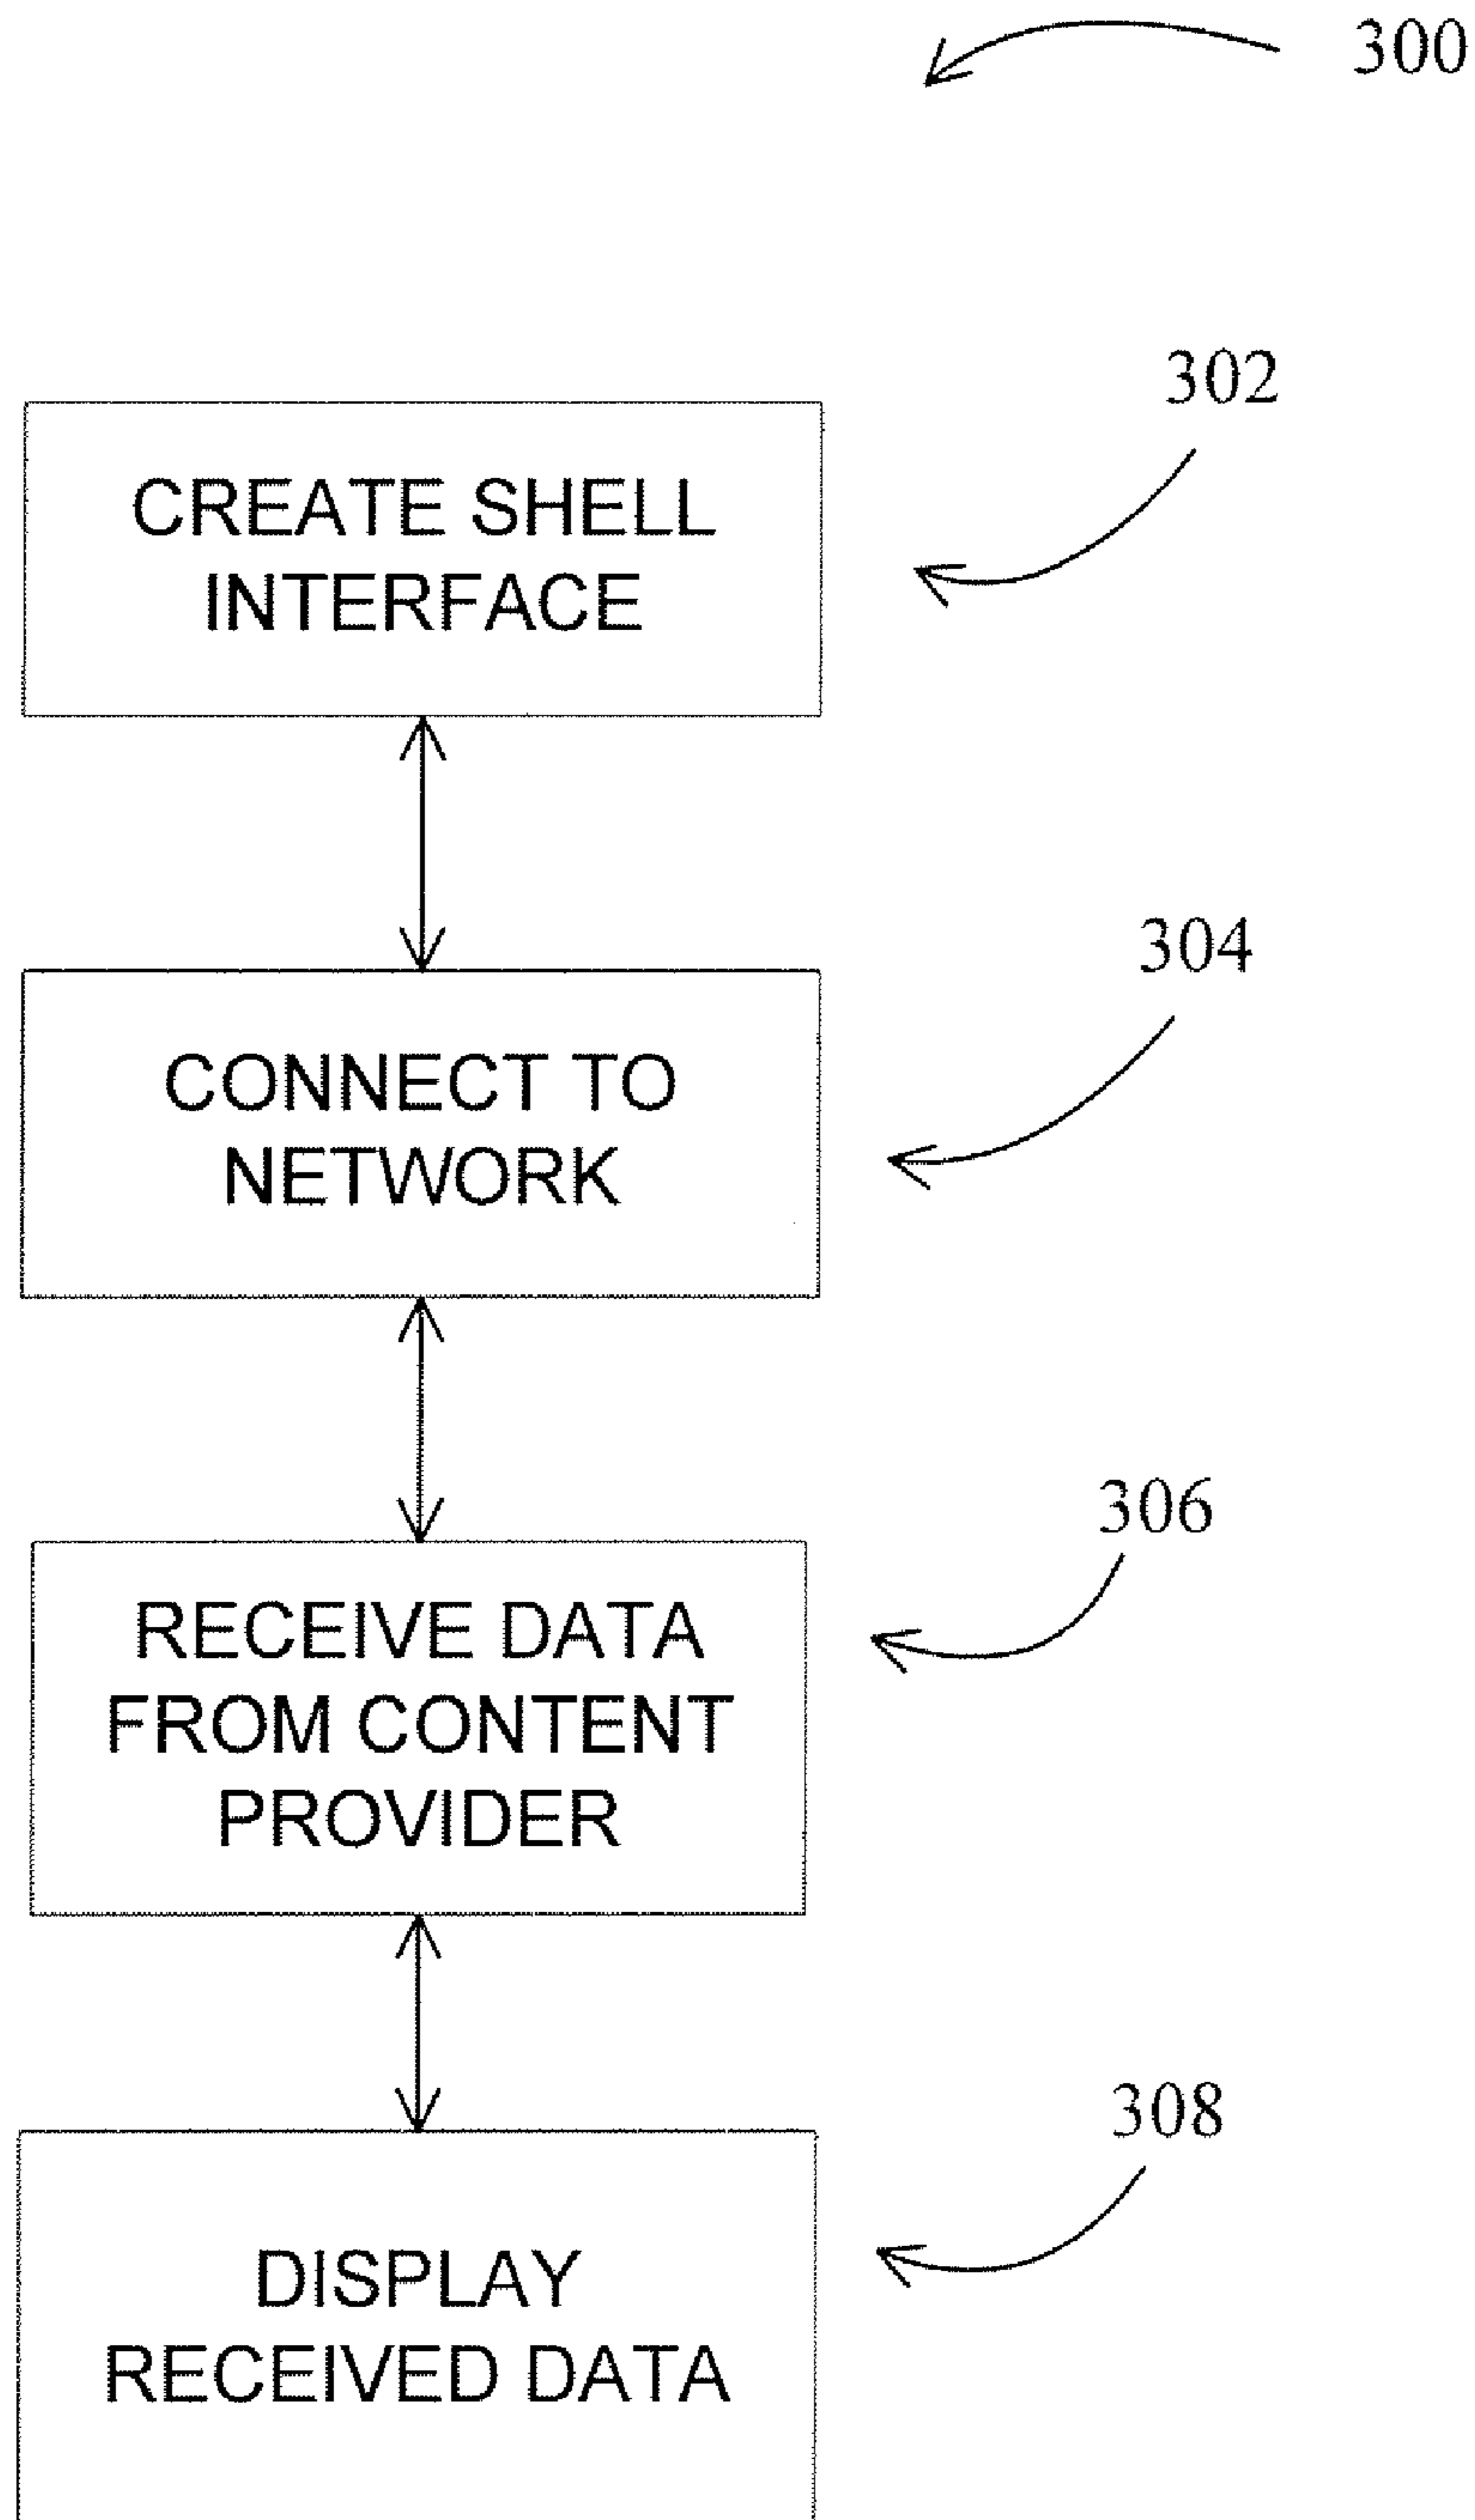 300
302
CREATE SHELL
INTERFACE
304
CONNECT TO
NETWORK
306
RECEIVE DATA
FROM CONTENT
PROVIDER
308
DISPLAY
RECEIVED DATA